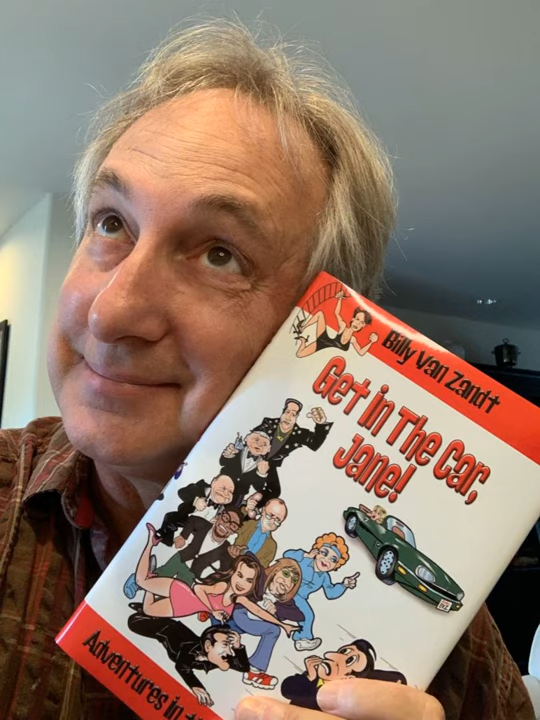 Billy Van Zandt
Get in The Car,
Jane!
Adventures in